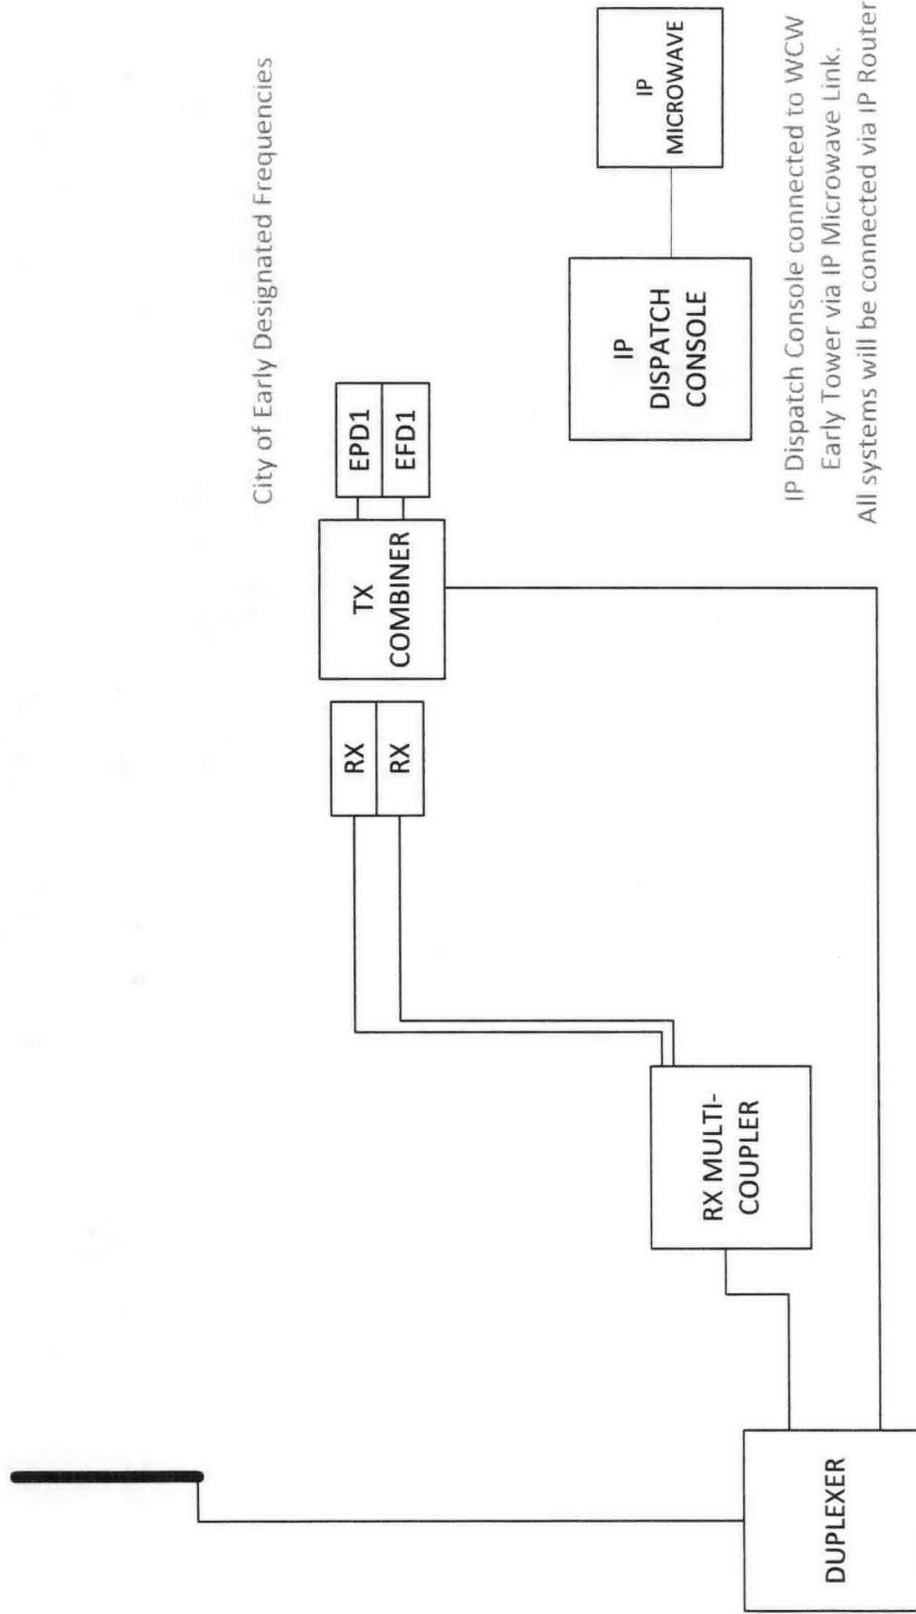 City of Early Designated Frequencies
EPD1
EFD1
TX
COMBINER
RX
RX
RX MULTI-
COUPLER
DUPLEXER
IP
DISPATCH
CONSOLE
IP
MICROWAVE
IP Dispatch Console connected to WCW
Early Tower via IP Microwave Link.
All systems will be connected via IP Router